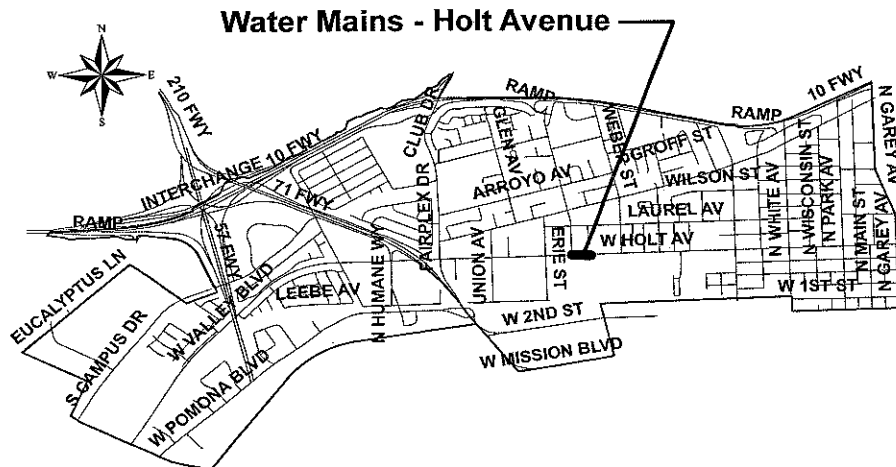 Water Mains - Holt Avenue
N
W
E
S
210 FWY
INTERCHANGE 10 FWY
RAMP
71 FWY
57 FWY
CLUB DR
FAIRPLEX DR
RAMP
RAMP
10 FWY
GLEN AV
ARROYO AV
GROFF ST
WILSON ST
LAUREL AV
W HOLT AV
UNION AV
ERIE ST
N WHITE AV
N WISCONSIN ST
N PARK AV
N MAIN ST
N GAREY AV
N GAREY AV
W 1ST ST
W 2ND ST
W MISSION BLVD
N HUMANE WY
LEEBE AV
W VALLEY BLVD
EUCALYPTUS LN
S CAMPUS DR
W POMONA BLVD